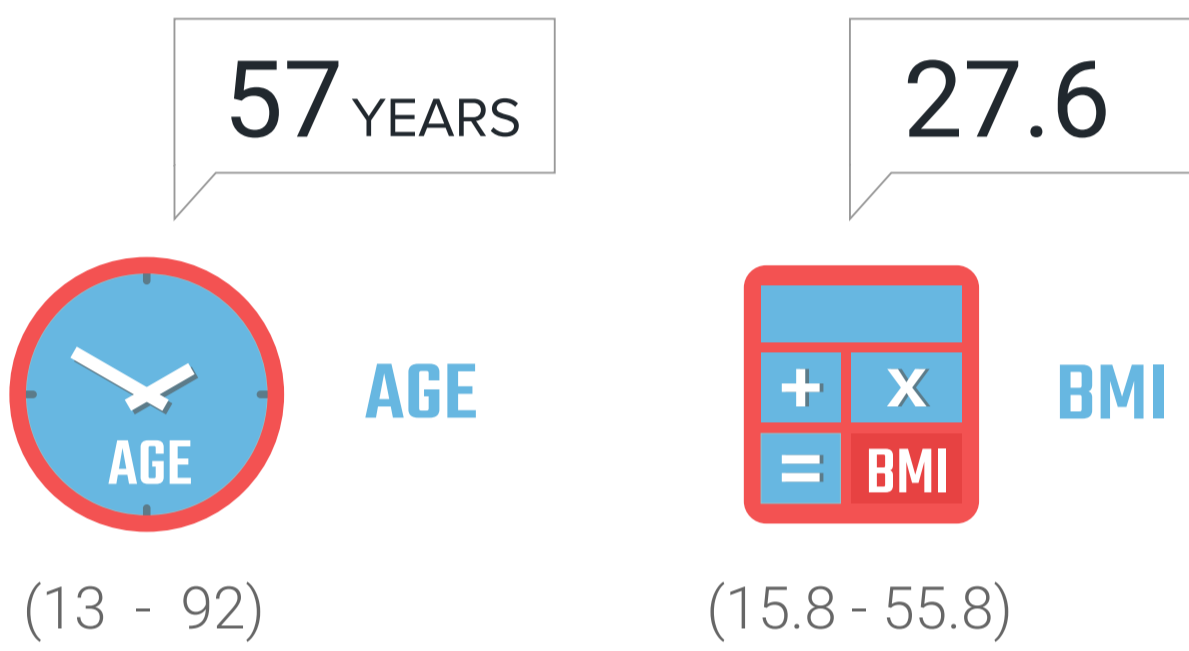 57 YEARS
27.6
AGE
AGE
+ x
= BMI
BMI
(13 - 92)
(15.8 - 55.8)